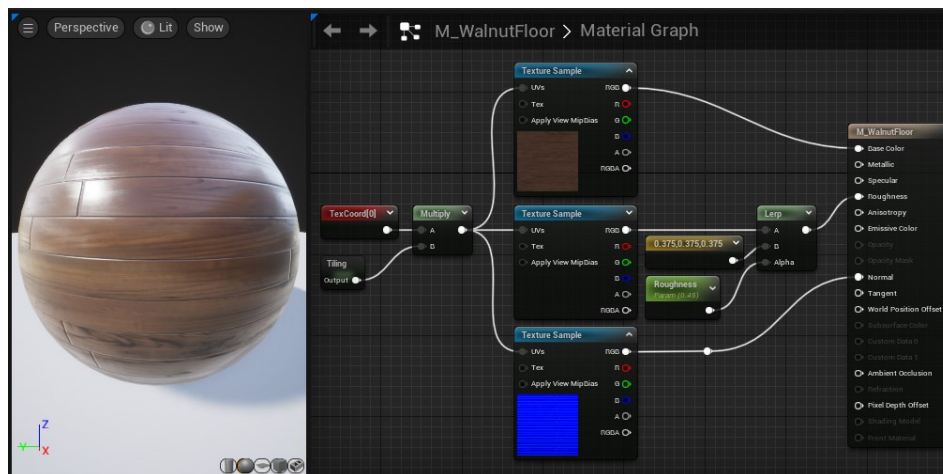 Perspective
Lit
Show
M_WalnutFloor > Material Graph
Texture Sample
UVs RGB
Tex R
Apply View MipBias G
B
A
RGBA
TexCoord[0]
Multiply
A
B
Tiling
Output
Texture Sample
UVs RGB
Tex R
Apply View MipBias G
B
A
RGBA
0.375,0.375,0.375
Roughness
Param (0.45)
Lerp
A
B
Alpha
Texture Sample
UVs RGB
Tex R
Apply View MipBias G
B
A
RGBA
M_WalnutFloor
Base Color
Metallic
Specular
Roughness
Anisotropy
Emissive Color
Opacity
Opacity Mask
Normal
Tangent
World Position Offset
Subsurface Color
Custom Data 0
Custom Data 1
Ambient Occlusion
Refraction
Pixel Depth Offset
Shading Model
Front Material
Z
Y
X